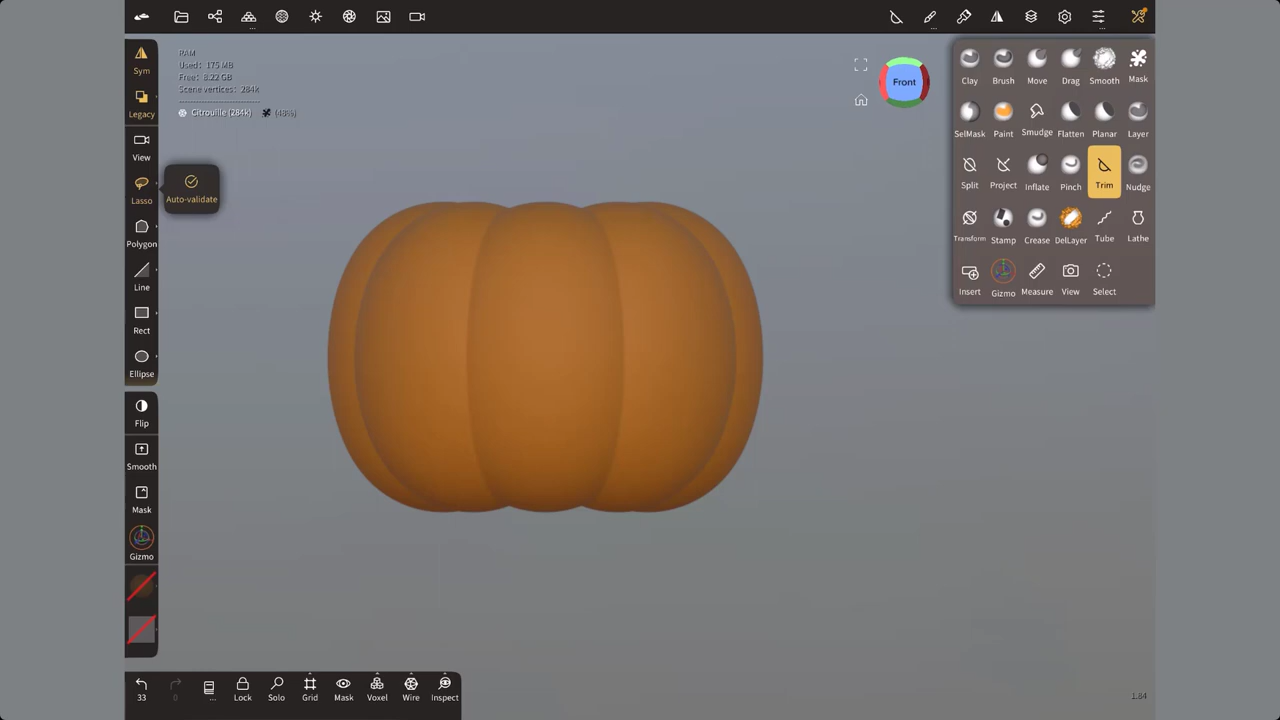 RAM
Used: 175 MB
Free: 8.22 GB
Scene vertices: 284k
Citrouille (284k) (48%)
Front
Sym
Legacy
View
Lasso
Auto-validate
Polygon
Line
Rect
Ellipse
Flip
Smooth
Mask
Gizmo
Clay Brush Move Drag Smooth Mask
SelMask Paint Smudge Flatten Planar Layer
Split Project Inflate Pinch Trim Nudge
Transform Stamp Crease DelLayer Tube Lathe
Insert Gizmo Measure View Select
33 0 ... Lock Solo Grid Mask Voxel Wire Inspect
1.84